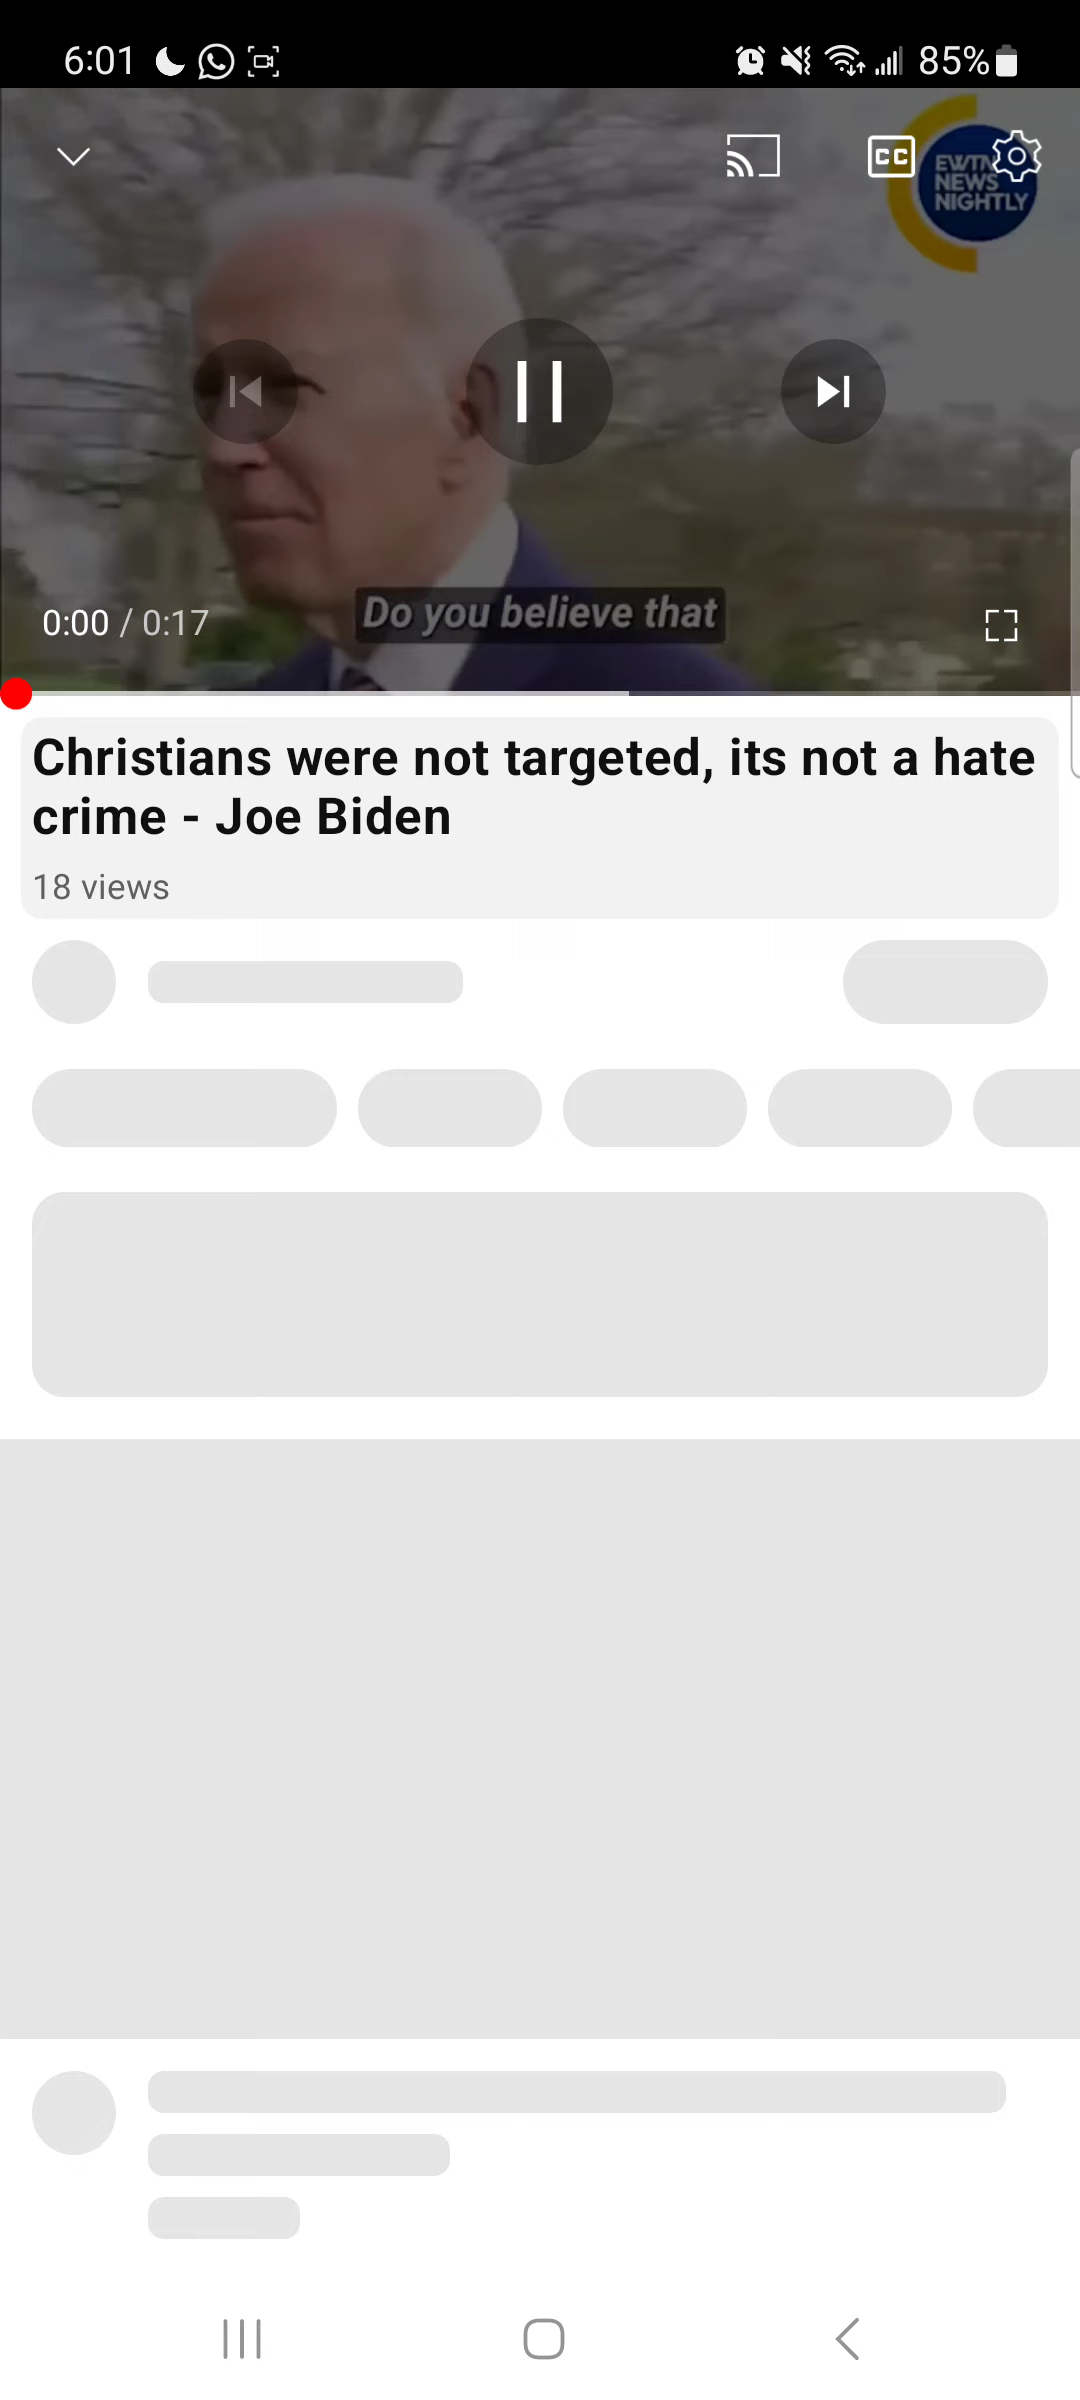 6:01
85%
EWTN
NEWS
NIGHTLY
CC
Do you believe that
0:00 / 0:17
Christians were not targeted, its not a hate
crime - Joe Biden
18 views